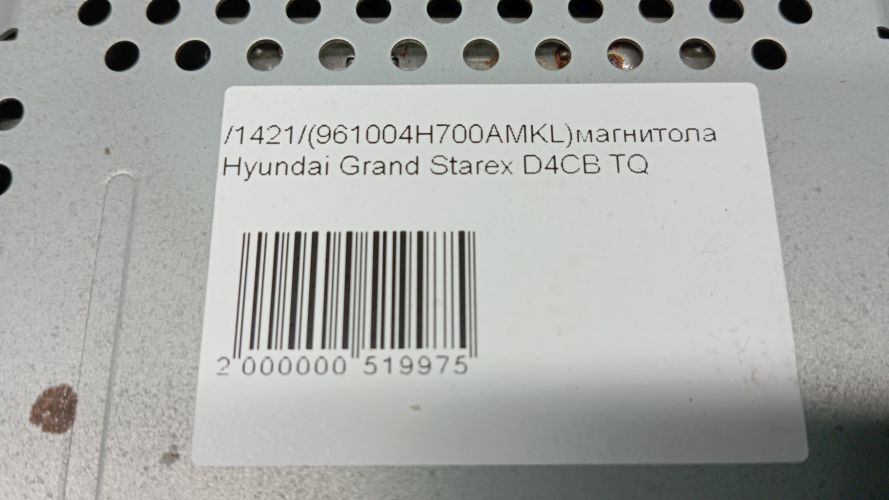 /1421/(961004H700AMKL)магнитола
Hyundai Grand Starex D4CB TQ
2 000000 519975